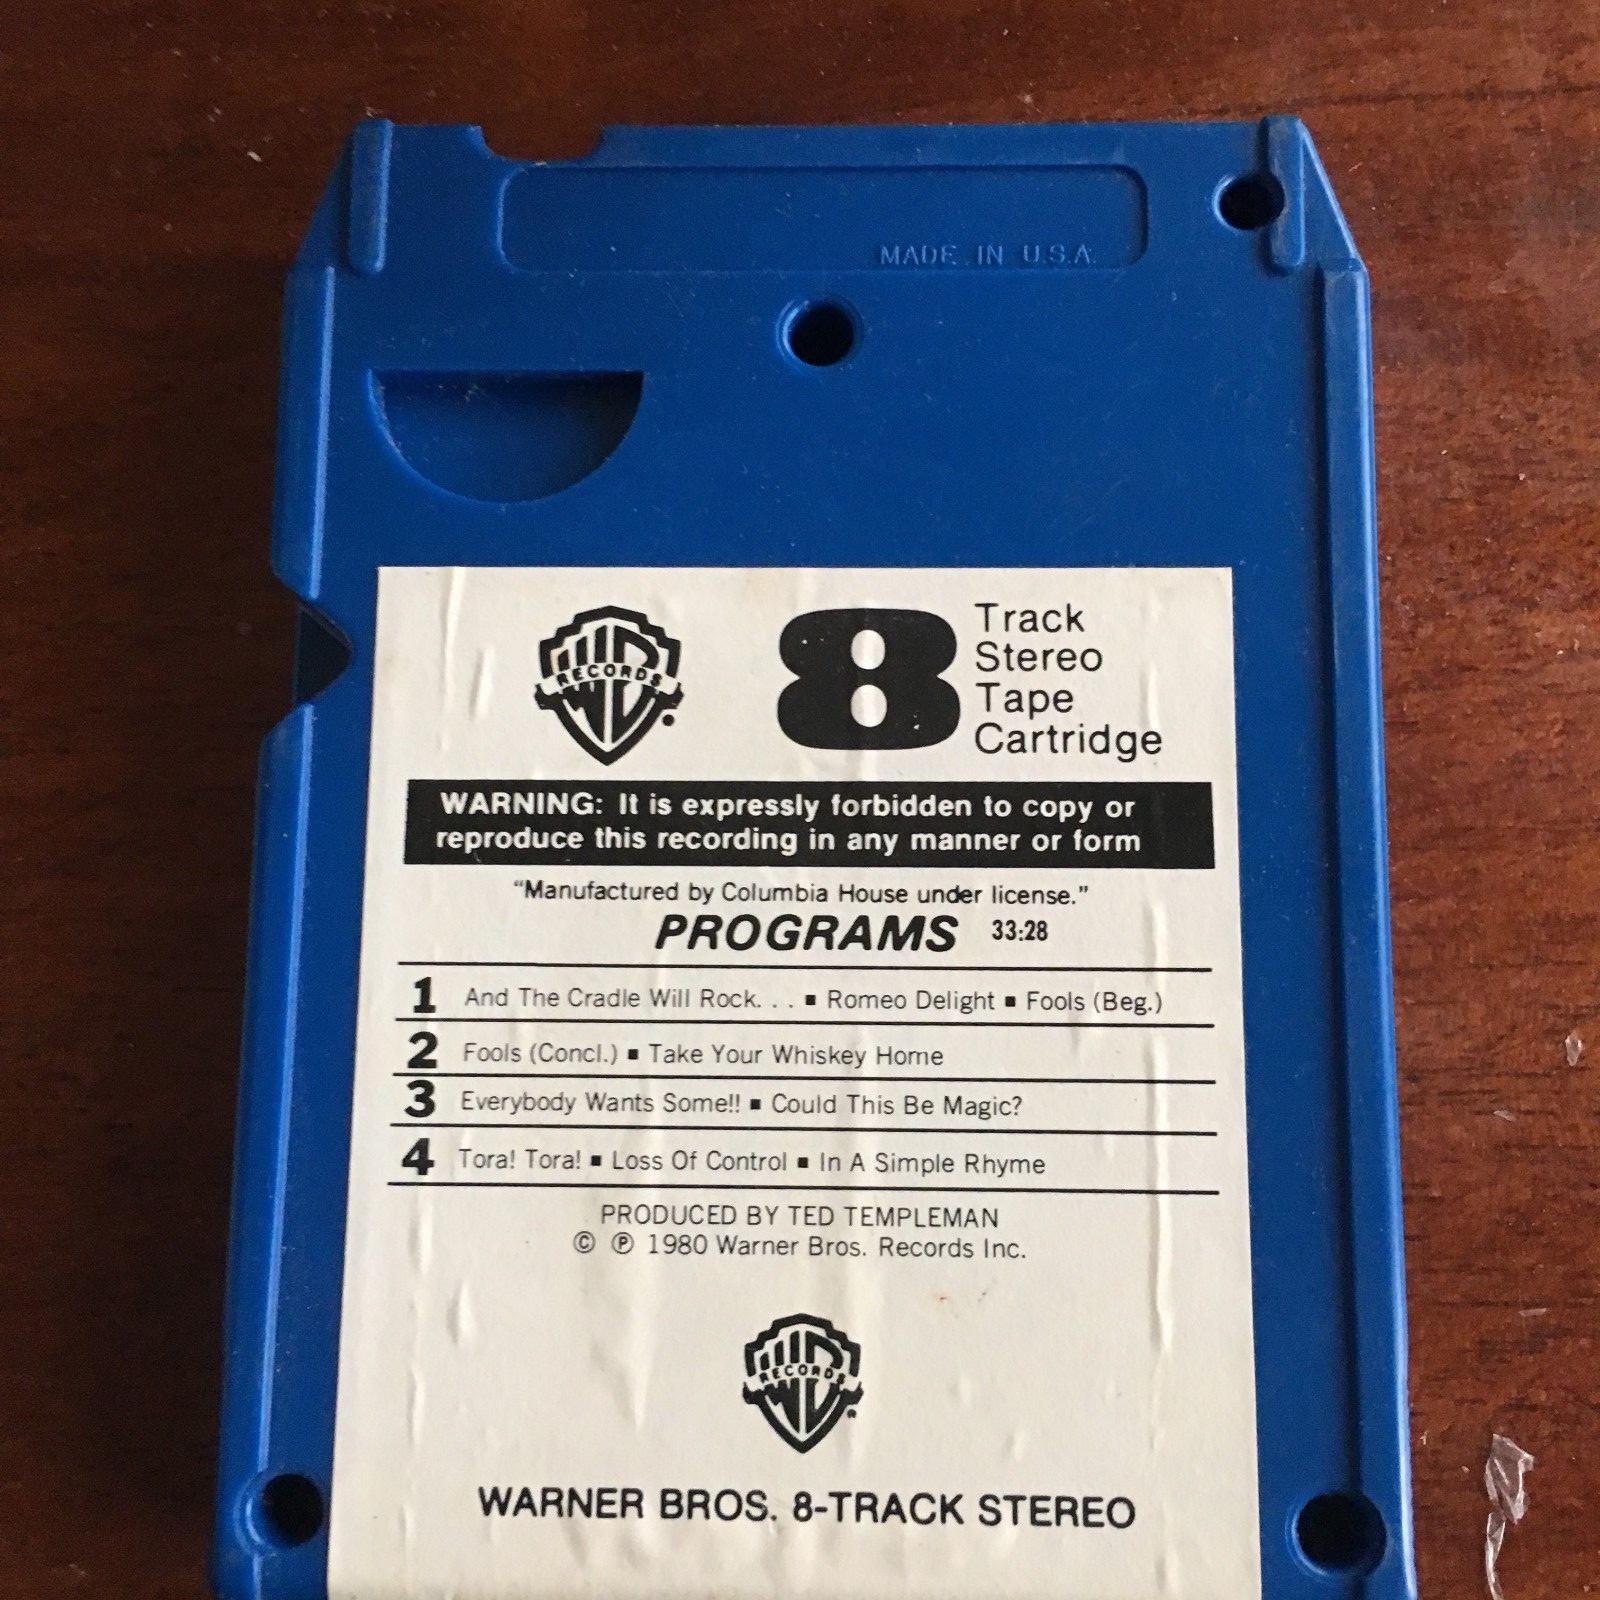 MADE IN U.S.A.
RECORDS
8 Track
Stereo
Tape
Cartridge
WARNING: It is expressly forbidden to copy or
reproduce this recording in any manner or form
"Manufactured by Columbia House under license."
PROGRAMS 33:28
1 And The Cradle Will Rock. . . ▪ Romeo Delight ▪ Fools (Beg.)
2 Fools (Concl.) ▪ Take Your Whiskey Home
3 Everybody Wants Some!! ▪ Could This Be Magic?
4 Tora! Tora! ▪ Loss Of Control ▪ In A Simple Rhyme
PRODUCED BY TED TEMPLEMAN
© ℗ 1980 Warner Bros. Records Inc.
RECORDS
WARNER BROS. 8-TRACK STEREO